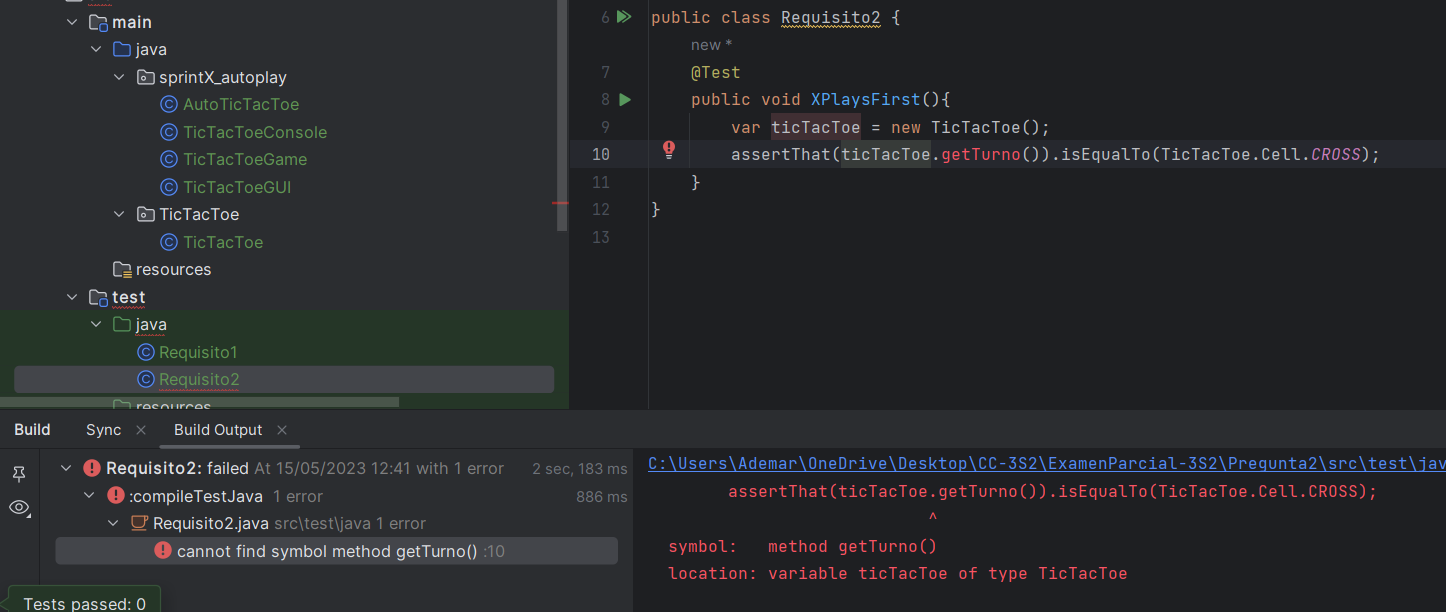 main
java
sprintX_autoplay
AutoTicTacToe
TicTacToeConsole
TicTacToeGame
TicTacToeGUI
TicTacToe
TicTacToe
resources
test
java
Requisito1
Requisito2
resources
6 public class Requisito2 {
new *
7 @Test
8 public void XPlaysFirst(){
9 var ticTacToe = new TicTacToe();
10 assertThat(ticTacToe.getTurno()).isEqualTo(TicTacToe.Cell.CROSS);
11 }
12 }
13
Build Sync × Build Output ×
Requisito2: failed At 15/05/2023 12:41 with 1 error 2 sec, 183 ms
:compileTestJava 1 error 886 ms
Requisito2.java src\test\java 1 error
cannot find symbol method getTurno() :10
Tests passed: 0
C:\Users\Ademar\OneDrive\Desktop\CC-3S2\ExamenParcial-3S2\Pregunta2\src\test\jav
assertThat(ticTacToe.getTurno()).isEqualTo(TicTacToe.Cell.CROSS);
^
symbol: method getTurno()
location: variable ticTacToe of type TicTacToe